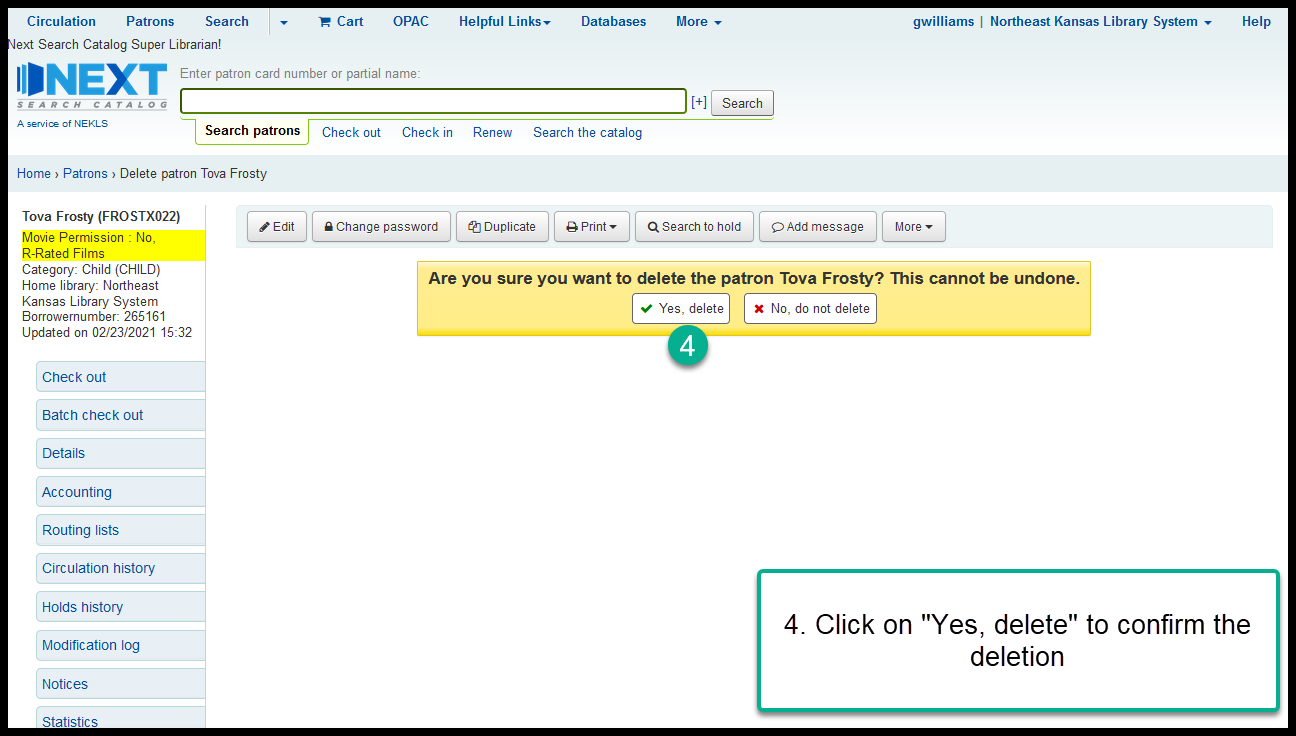 Circulation Patrons Search Cart OPAC Helpful Links Databases More gwilliams | Northeast Kansas Library System Help
Next Search Catalog Super Librarian!
NEXT
SEARCH CATALOG
A service of NEKLS
Enter patron card number or partial name:
[+] Search
Search patrons Check out Check in Renew Search the catalog
Home › Patrons › Delete patron Tova Frosty
Tova Frosty (FROSTX022)
Movie Permission : No,
R-Rated Films
Category: Child (CHILD)
Home library: Northeast
Kansas Library System
Borrowernumber: 265161
Updated on 02/23/2021 15:32
Check out
Batch check out
Details
Accounting
Routing lists
Circulation history
Holds history
Modification log
Notices
Statistics
Edit Change password Duplicate Print Search to hold Add message More
Are you sure you want to delete the patron Tova Frosty? This cannot be undone.
Yes, delete No, do not delete
4
4. Click on "Yes, delete" to confirm the
deletion